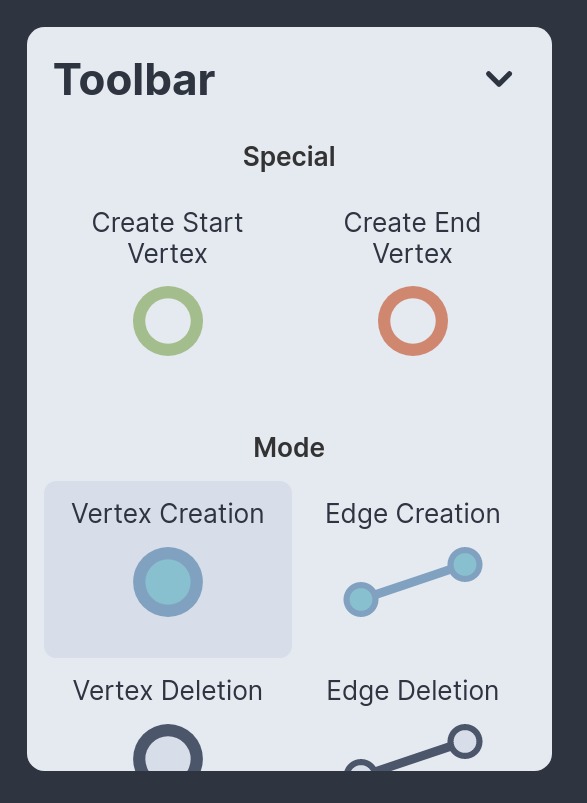 Toolbar
Special
Create Start
Vertex
Create End
Vertex
Mode
Vertex Creation
Edge Creation
Vertex Deletion
Edge Deletion